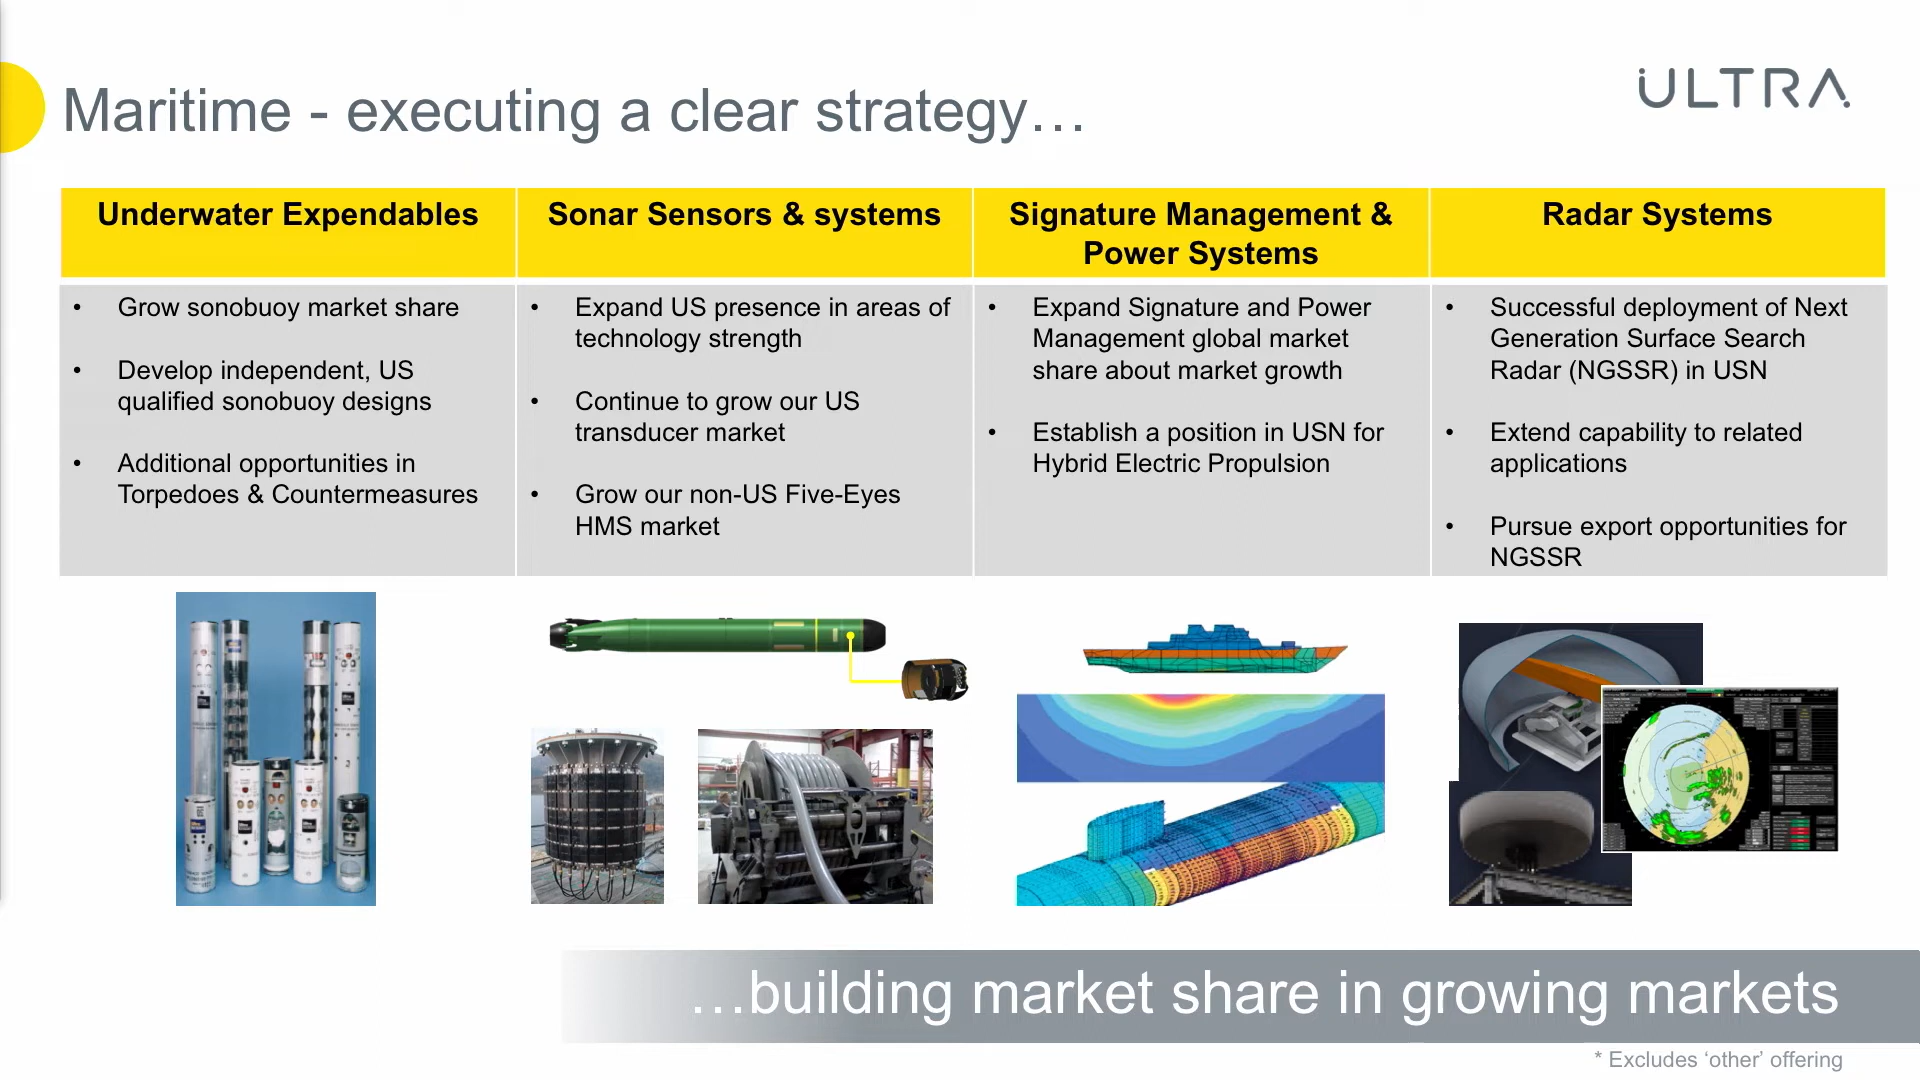 ULTRA
Maritime - executing a clear strategy…
Underwater Expendables
• Grow sonobuoy market share
• Develop independent, US
qualified sonobuoy designs
• Additional opportunities in
Torpedoes & Countermeasures
Sonar Sensors & systems
• Expand US presence in areas of
technology strength
• Continue to grow our US
transducer market
• Grow our non-US Five-Eyes
HMS market
Signature Management &
Power Systems
• Expand Signature and Power
Management global market
share about market growth
• Establish a position in USN for
Hybrid Electric Propulsion
Radar Systems
• Successful deployment of Next
Generation Surface Search
Radar (NGSSR) in USN
• Extend capability to related
applications
• Pursue export opportunities for
NGSSR
…building market share in growing markets
* Excludes ‘other’ offering